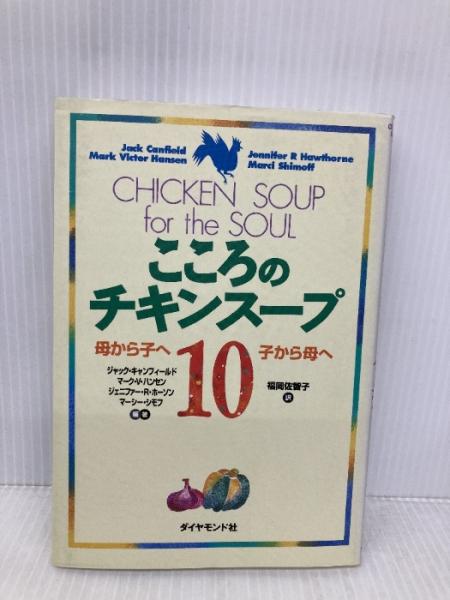 Jack Canfield
Mark Victor Hansen
Jennifer R Hawthorne
Marci Shimoff
CHICKEN SOUP
for the SOUL
こころの
チキンスープ
10
母から子へ
子から母へ
ジャック・キャンフィールド
マーク・V・ハンセン
ジェニファー・R・ホーソン
マーシー・シモフ
編著
福岡佐智子
訳
ダイヤモンド社